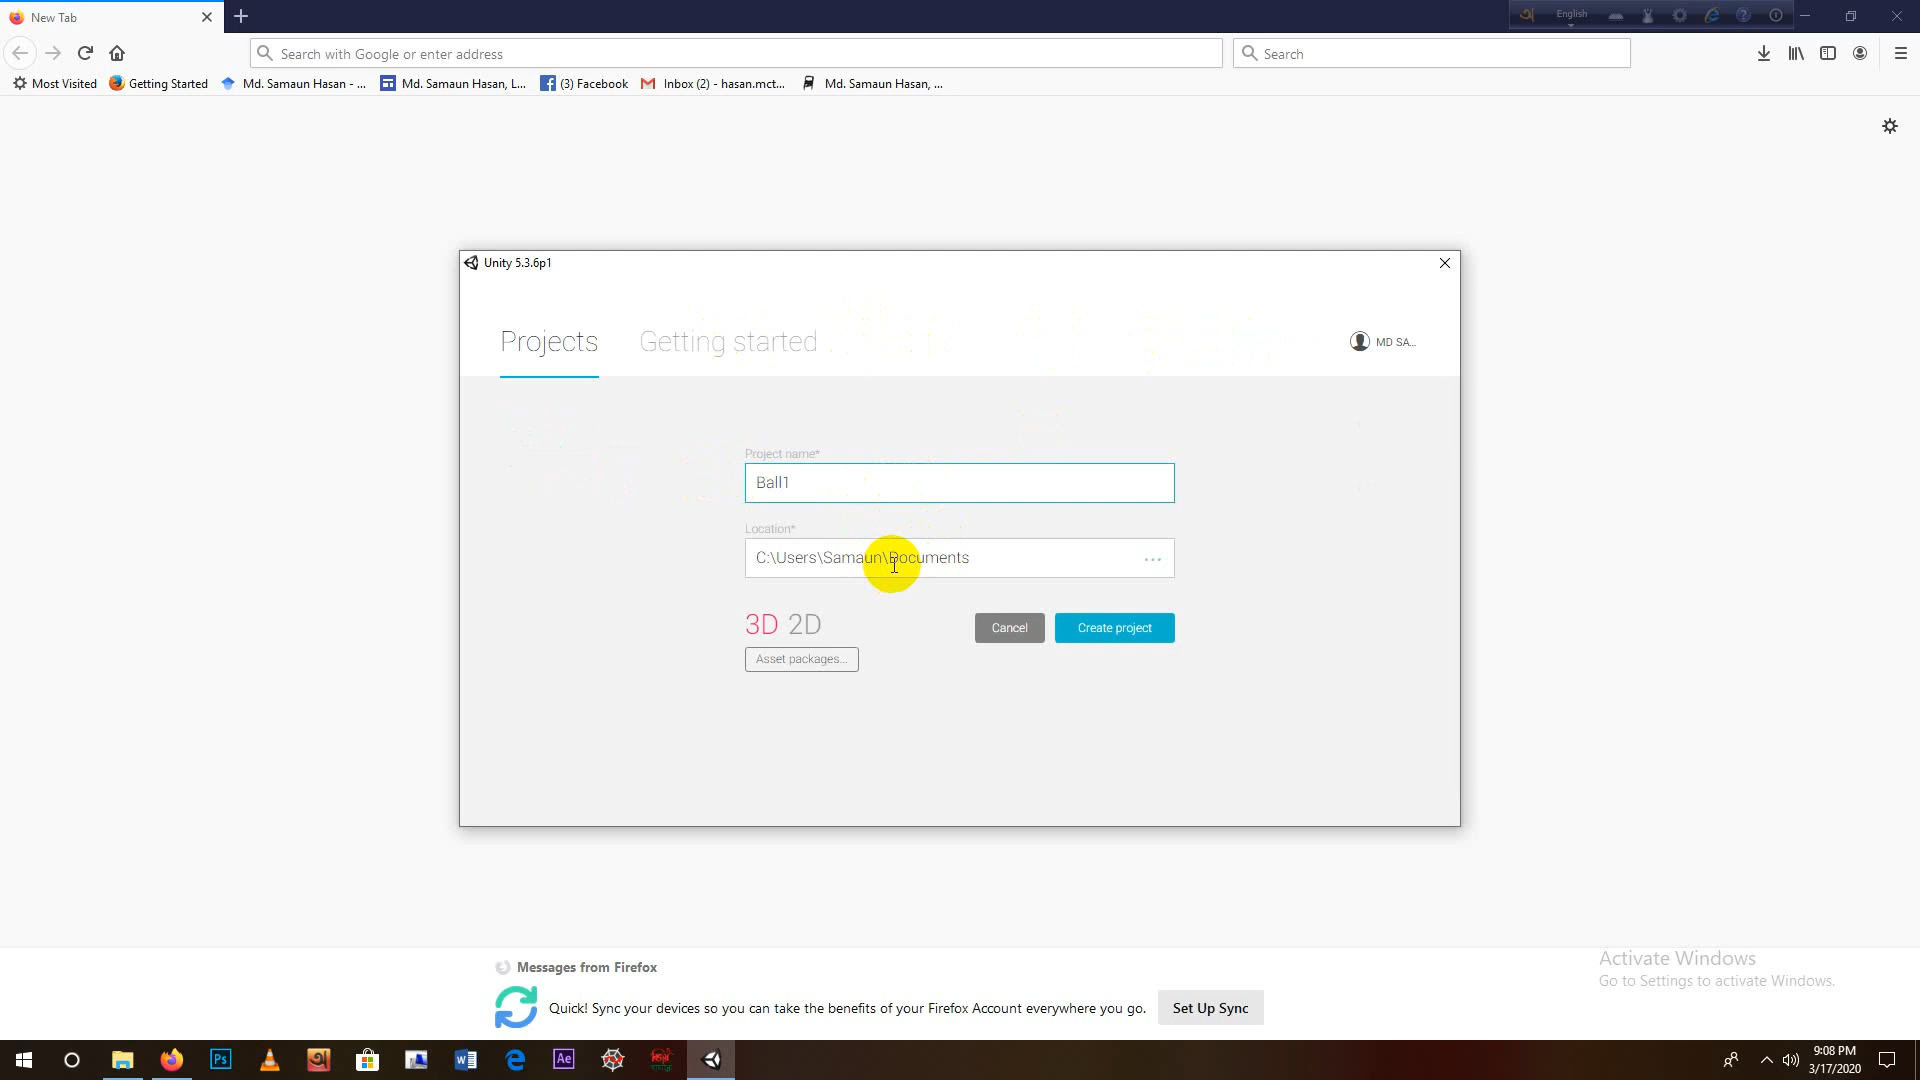 New Tab
English
Search with Google or enter address
Search
Most Visited
Getting Started
Md. Samaun Hasan - ...
Md. Samaun Hasan, L...
(3) Facebook
Inbox (2) - hasan.mct...
Md. Samaun Hasan, ...
Unity 5.3.6p1
Projects
Getting started
MD SA...
Project name*
Ball1
Location*
C:\Users\Samaun\Documents
3D 2D
Cancel
Create project
Asset packages...
Activate Windows
Go to Settings to activate Windows.
Messages from Firefox
Quick! Sync your devices so you can take the benefits of your Firefox Account everywhere you go.
Set Up Sync
Ps
Ae
9:08 PM
3/17/2020